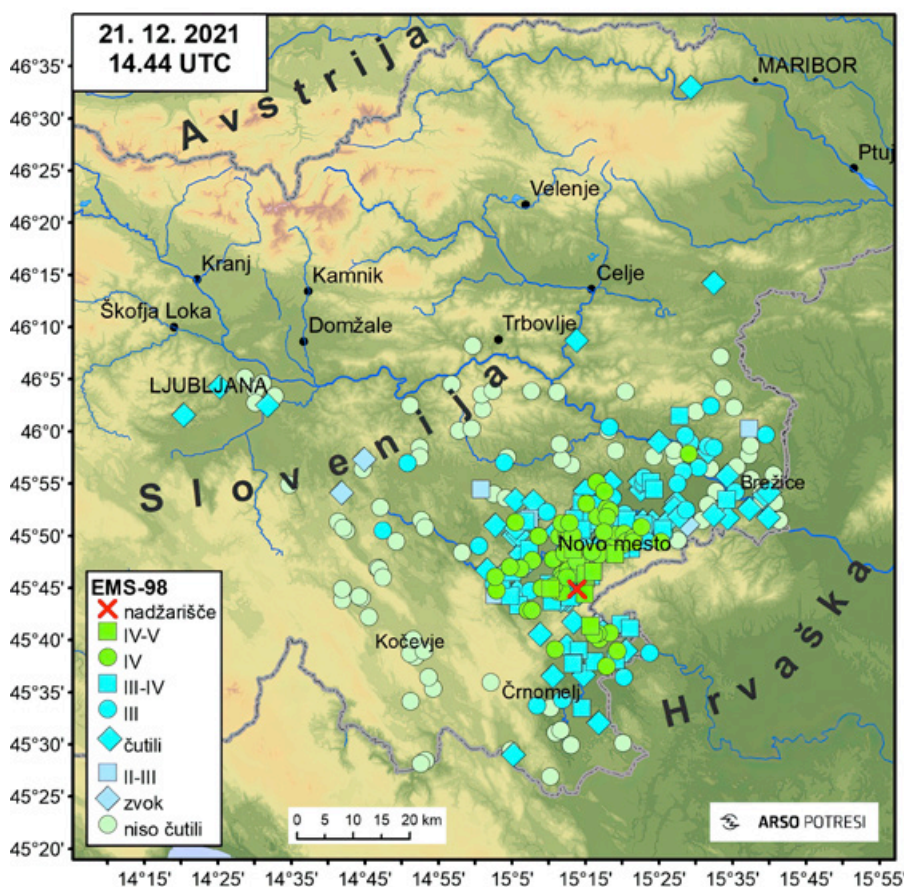 21. 12. 2021
14.44 UTC
Avstrija
MARIBOR
Ptuj
Velenje
Kranj
Kamnik
Celje
Škofja Loka
Domžale
Trbovlje
LJUBLJANA
Slovenija
Brežice
Novo mesto
Kočevje
Črnomelj
Hrvaška
EMS-98
nadžarišče
IV-V
IV
III-IV
III
čutili
II-III
zvok
niso čutili
0 5 10 20 km
ARSO POTRESI
46°35'
46°30'
46°25'
46°20'
46°15'
46°10'
46°5'
46°0'
45°55'
45°50'
45°45'
45°40'
45°35'
45°30'
45°25'
45°20'
14°15' 14°25' 14°35' 14°45' 14°55' 15°5' 15°15' 15°25' 15°35' 15°45' 15°57'